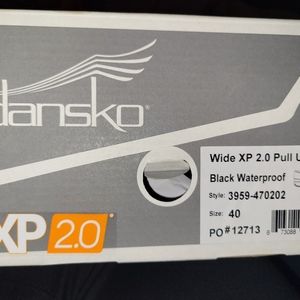 dansko®
Wide XP 2.0 Pull U
Black Waterproof
Style: 3959-470202
Size: 40
PO#12713
XP 2.0